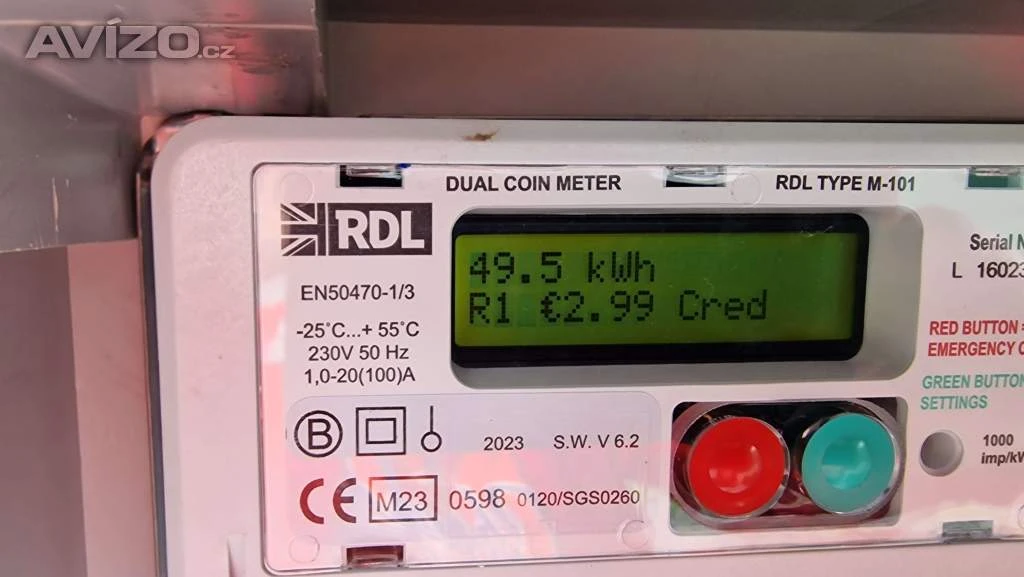 AVÍZO.cz
DUAL COIN METER
RDL TYPE M-101
RDL
49.5 kWh
R1 €2.99 Cred
Serial
L 16023
EN50470-1/3
-25°C...+ 55°C
230V 50 Hz
1,0-20(100)A
RED BUTTON =
EMERGENCY
GREEN BUTTON
SETTINGS
B
2023 S.W. V 6.2
1000
imp/kW
CE M23 0598 0120/SGS0260